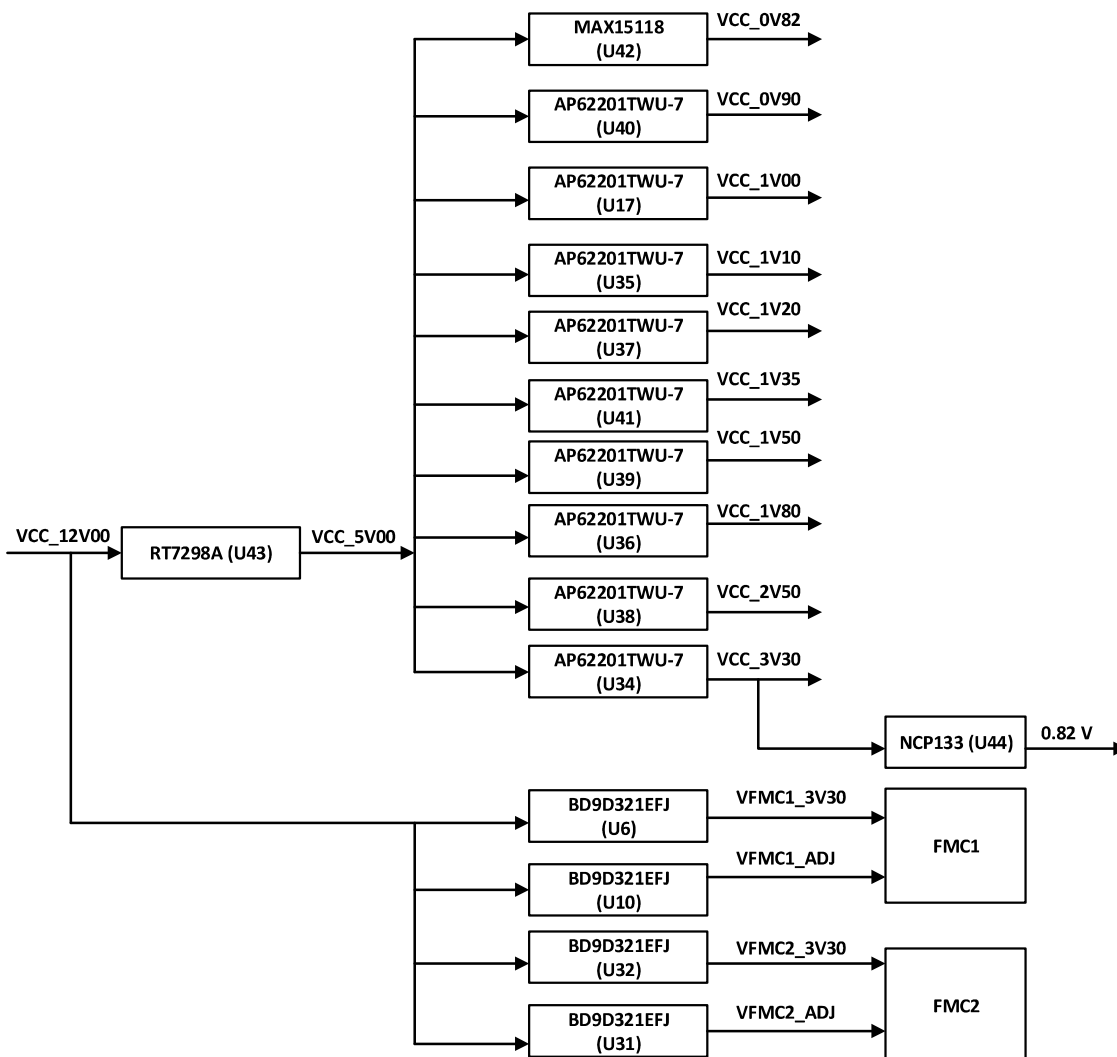 MAX15118
(U42)
VCC_0V82
AP62201TWU-7
(U40)
VCC_0V90
AP62201TWU-7
(U17)
VCC_1V00
AP62201TWU-7
(U35)
VCC_1V10
AP62201TWU-7
(U37)
VCC_1V20
AP62201TWU-7
(U41)
VCC_1V35
AP62201TWU-7
(U39)
VCC_1V50
VCC_12V00
RT7298A (U43)
VCC_5V00
AP62201TWU-7
(U36)
VCC_1V80
AP62201TWU-7
(U38)
VCC_2V50
AP62201TWU-7
(U34)
VCC_3V30
NCP133 (U44)
0.82 V
BD9D321EFJ
(U6)
VFMC1_3V30
FMC1
BD9D321EFJ
(U10)
VFMC1_ADJ
BD9D321EFJ
(U32)
VFMC2_3V30
FMC2
BD9D321EFJ
(U31)
VFMC2_ADJ